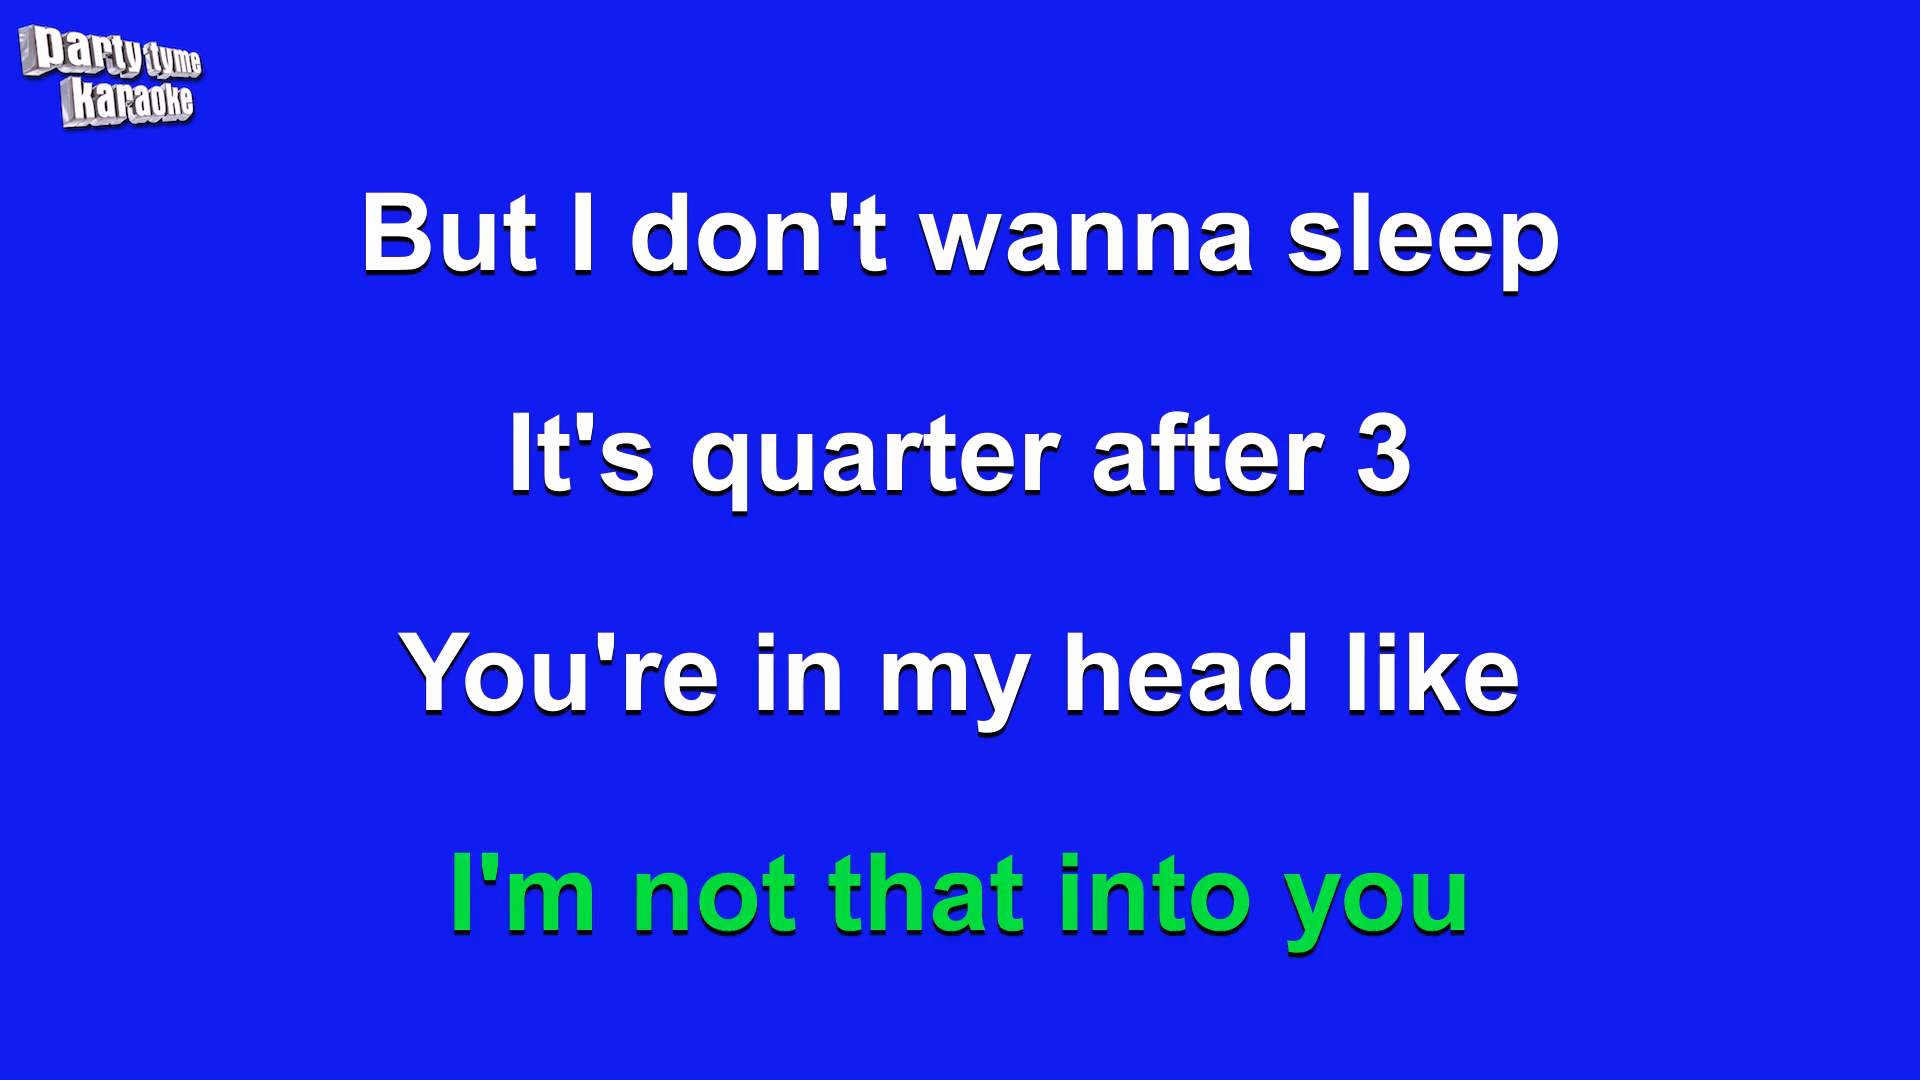 party tyme
karaoke
But I don't wanna sleep
It's quarter after 3
You're in my head like
I'm not that into you